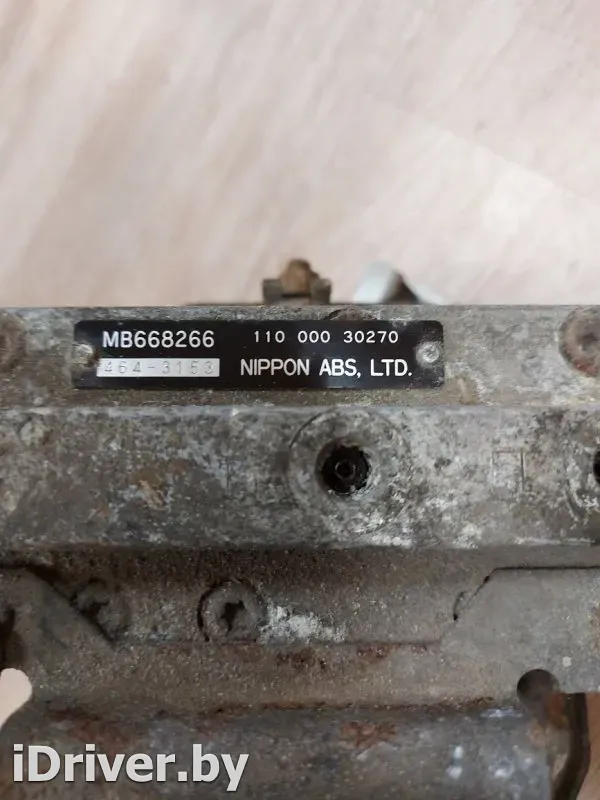 MB668266 110 000 30270
464-3153 NIPPON ABS, LTD.
iDriver.by